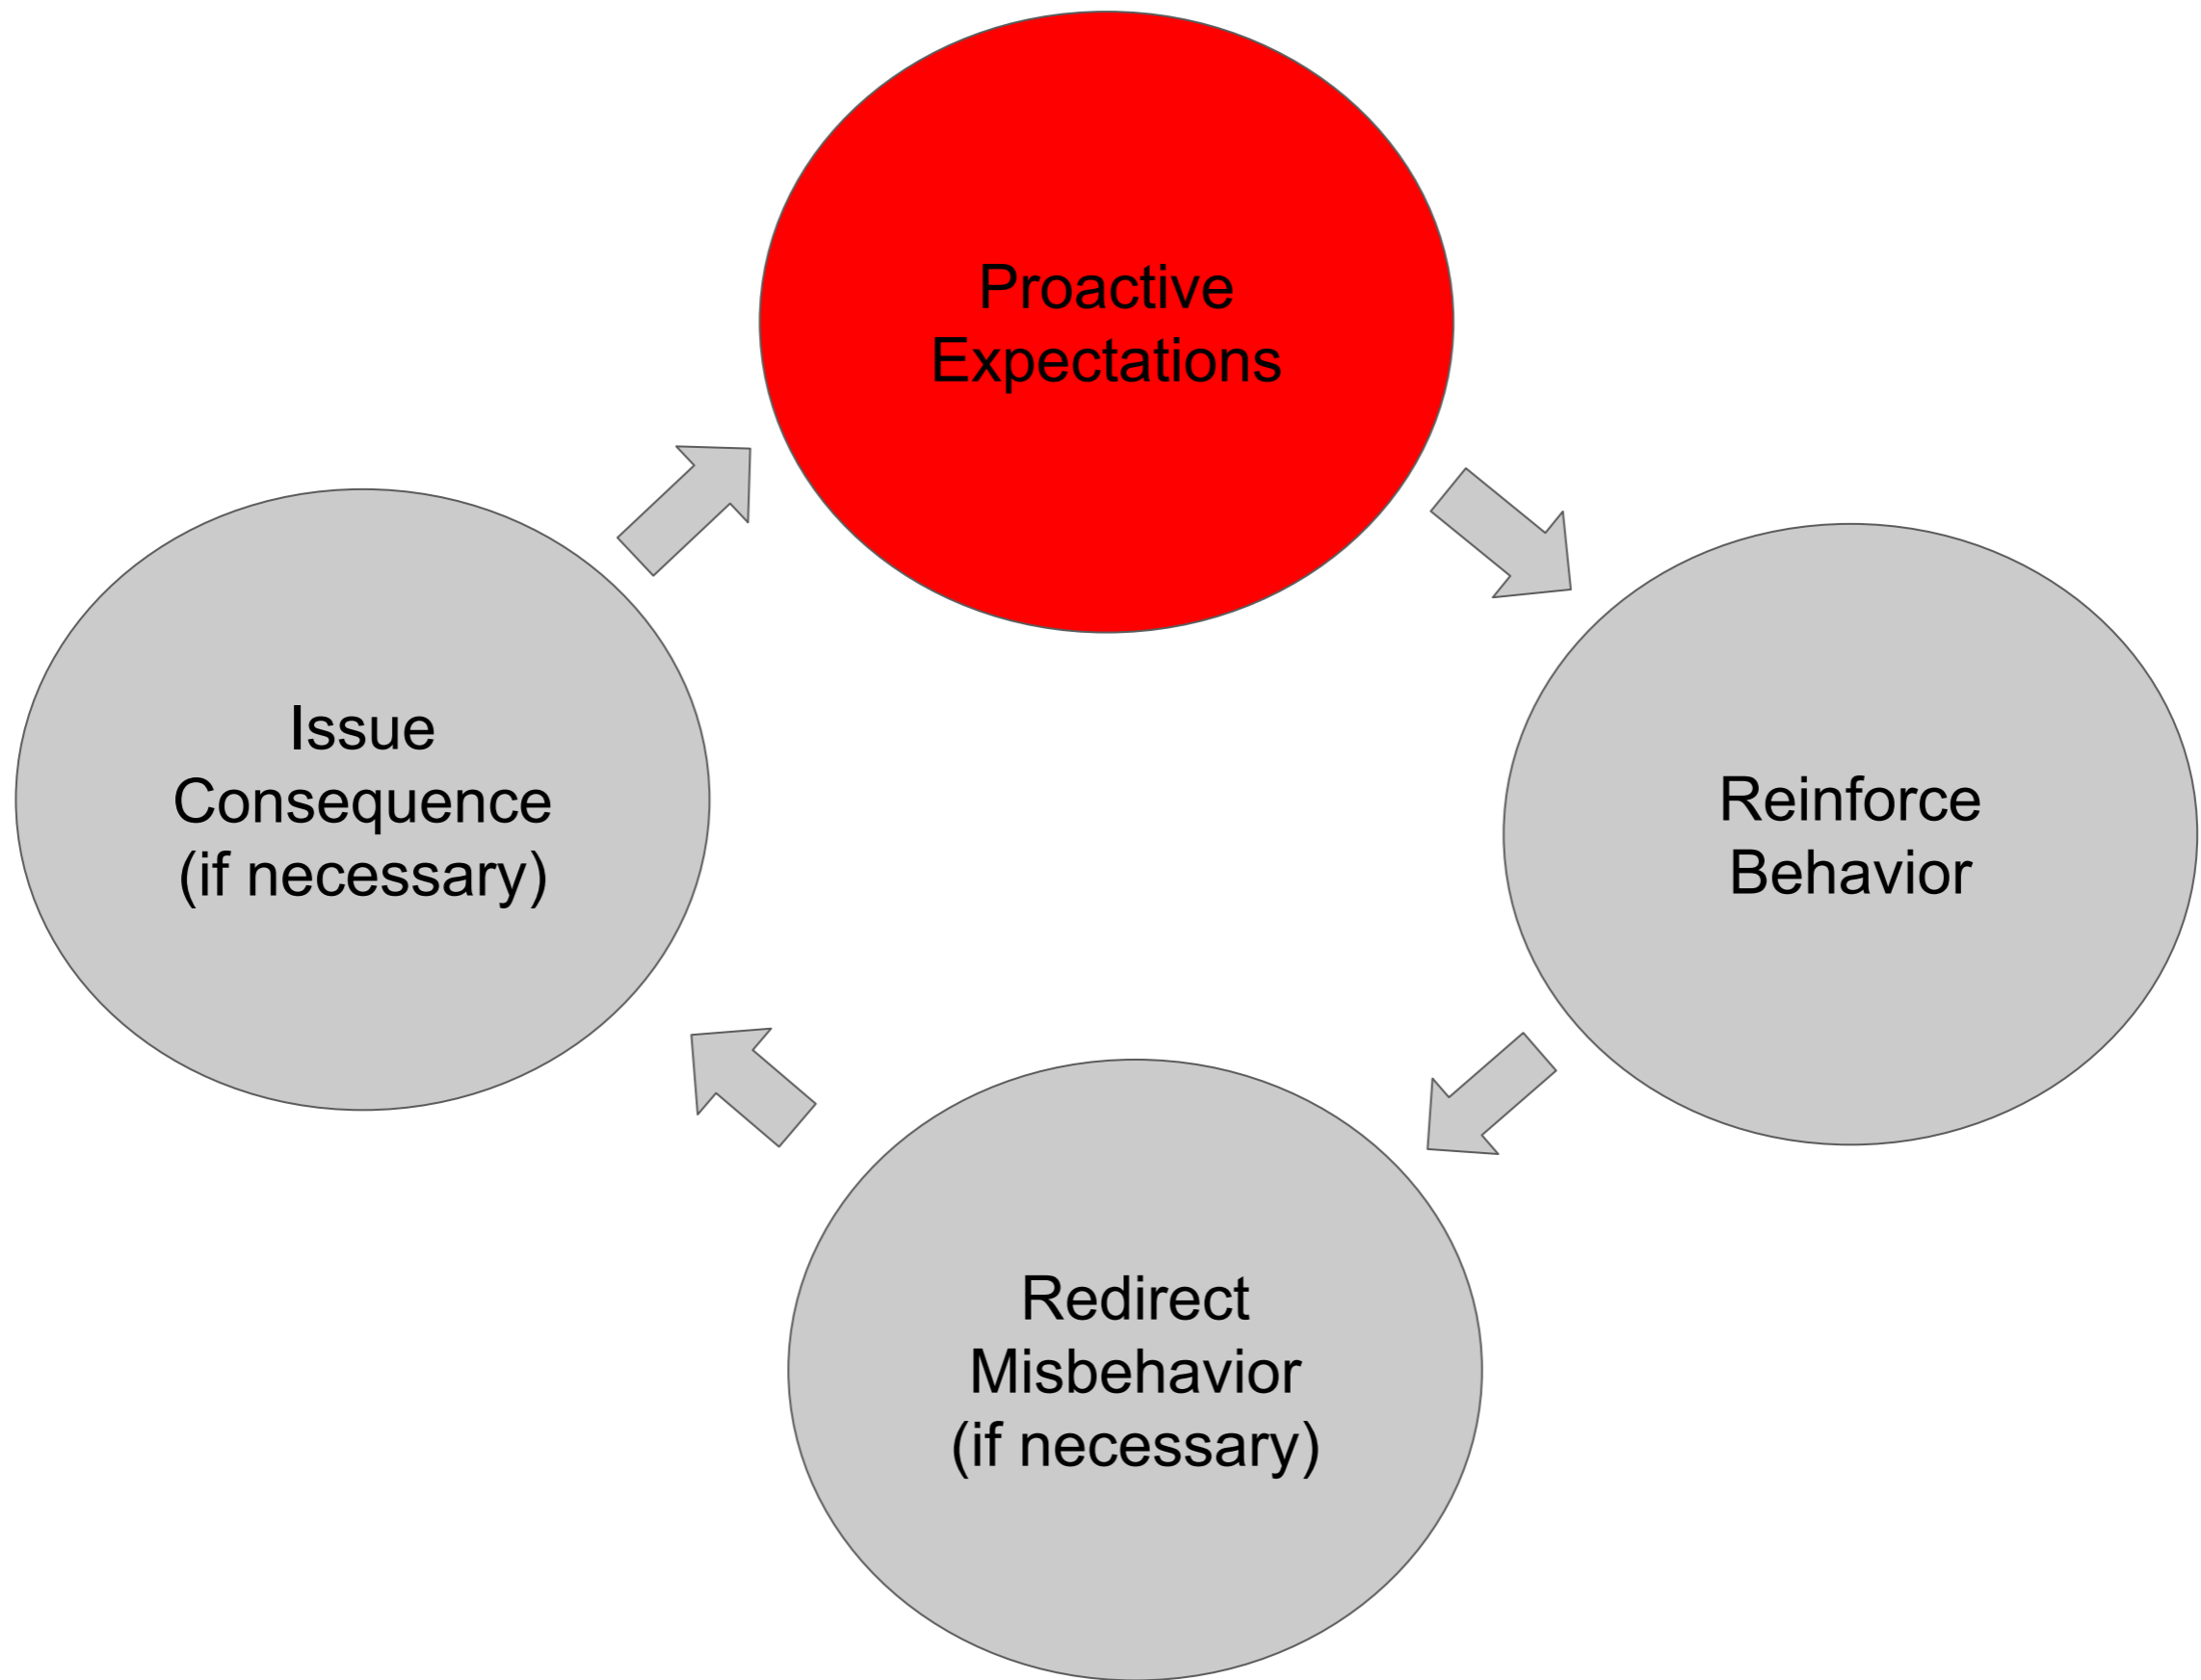 Proactive
Expectations
Reinforce
Behavior
Redirect
Misbehavior
(if necessary)
Issue
Consequence
(if necessary)